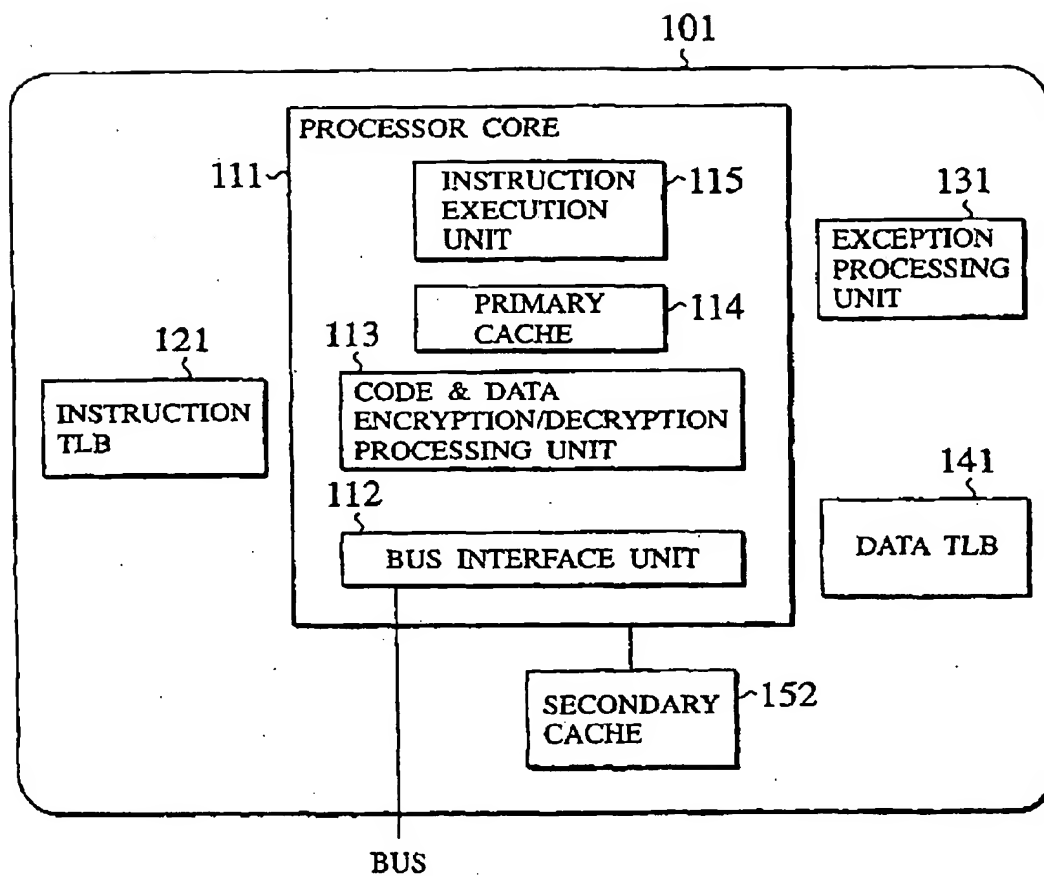 101
PROCESSOR CORE
111
INSTRUCTION
EXECUTION
UNIT
115
131
EXCEPTION
PROCESSING
UNIT
PRIMARY
CACHE
114
121
INSTRUCTION
TLB
113
CODE & DATA
ENCRYPTION/DECRYPTION
PROCESSING UNIT
141
DATA TLB
112
BUS INTERFACE UNIT
SECONDARY
CACHE
152
BUS